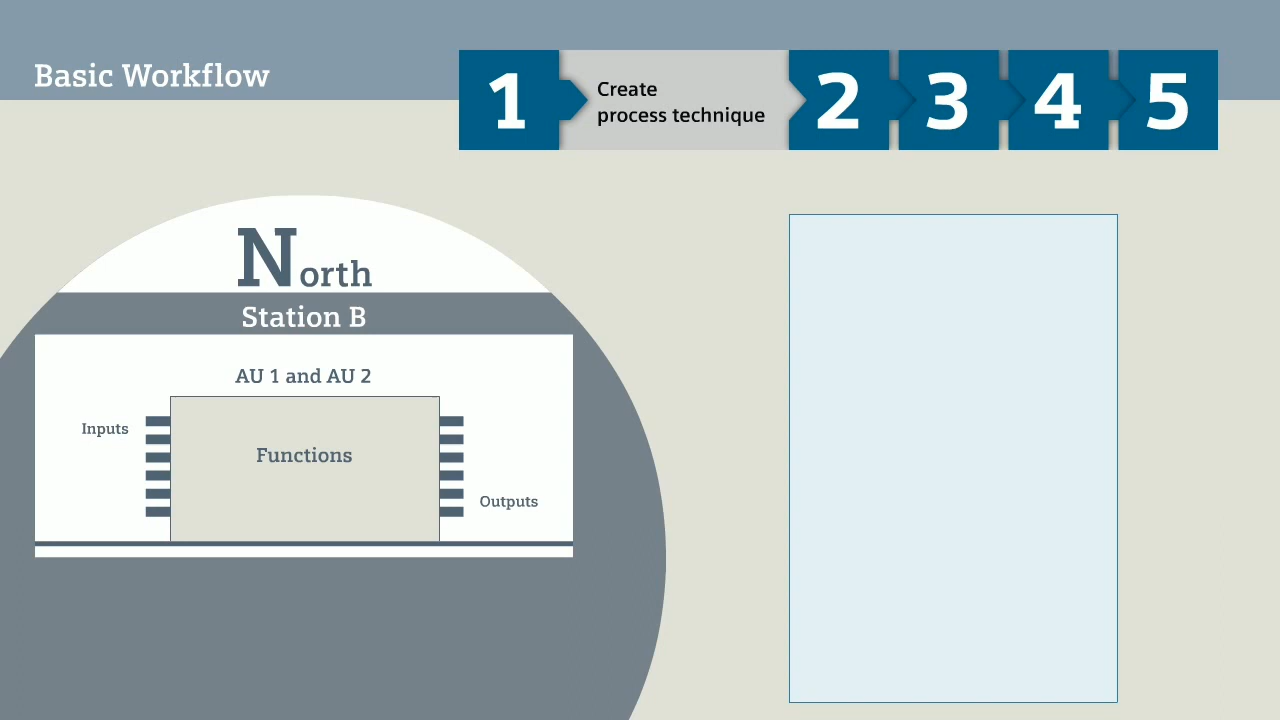 Basic Workflow
1
Create
process technique
2
3
4
5
North
Station B
AU 1 and AU 2
Inputs
Functions
Outputs